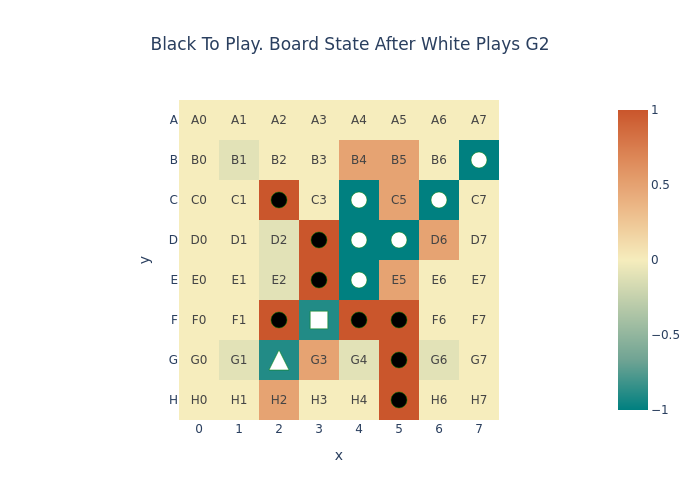 Black To Play. Board State After White Plays G2
A A0 A1 A2 A3 A4 A5 A6 A7
B B0 B1 B2 B3 B4 B5 B6
C C0 C1 C3 C5 C7
D D0 D1 D2 D6 D7
E E0 E1 E2 E5 E6 E7
F F0 F1 F6 F7
G G0 G1 G3 G4 G6 G7
H H0 H1 H2 H3 H4 H6 H7
0 1 2 3 4 5 6 7
x
y
1
0.5
0
−0.5
−1